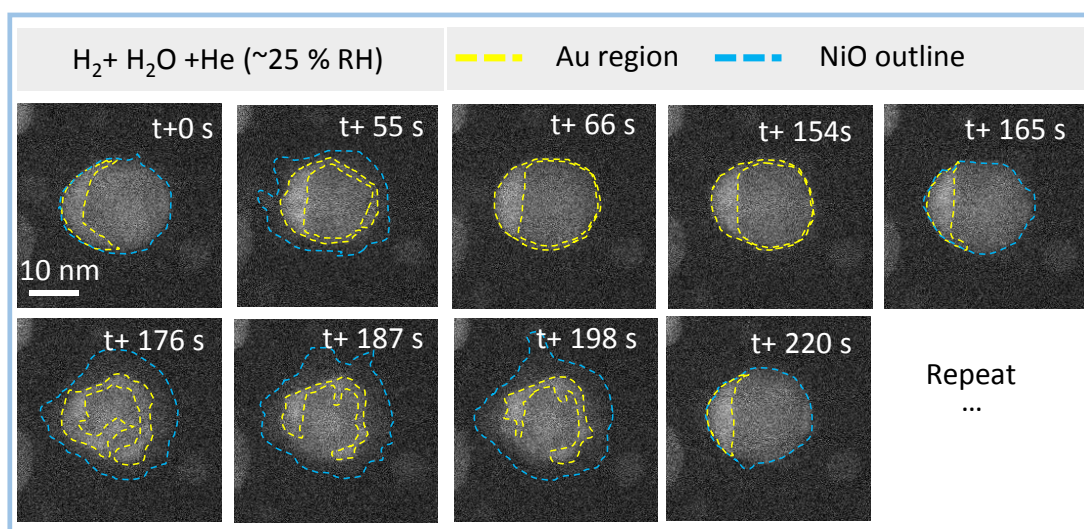 H₂+ H₂O +He (~25 % RH)
Au region
NiO outline
t+0 s
t+ 55 s
t+ 66 s
t+ 154s
t+ 165 s
10 nm
t+ 176 s
t+ 187 s
t+ 198 s
t+ 220 s
Repeat
...